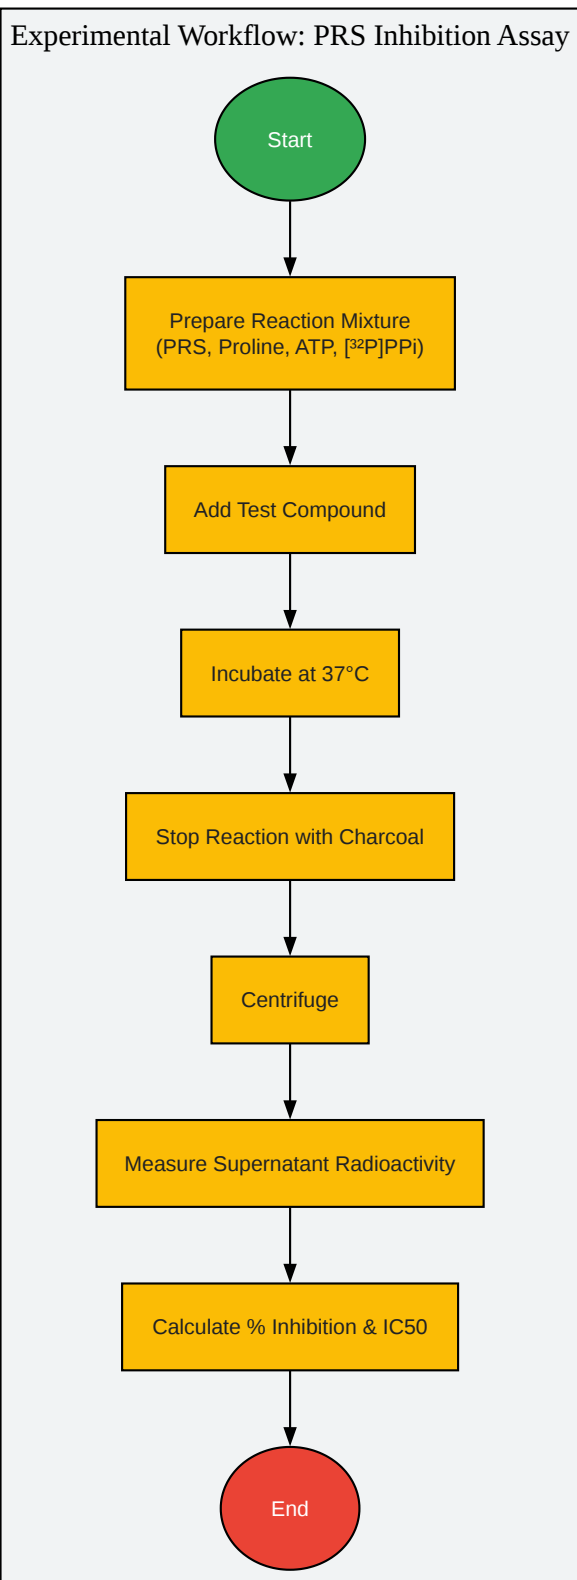 Experimental Workflow: PRS Inhibition Assay
Start
Prepare Reaction Mixture
(PRS, Proline, ATP, [³²P]PPi)
Add Test Compound
Incubate at 37°C
Stop Reaction with Charcoal
Centrifuge
Measure Supernatant Radioactivity
Calculate % Inhibition & IC50
End